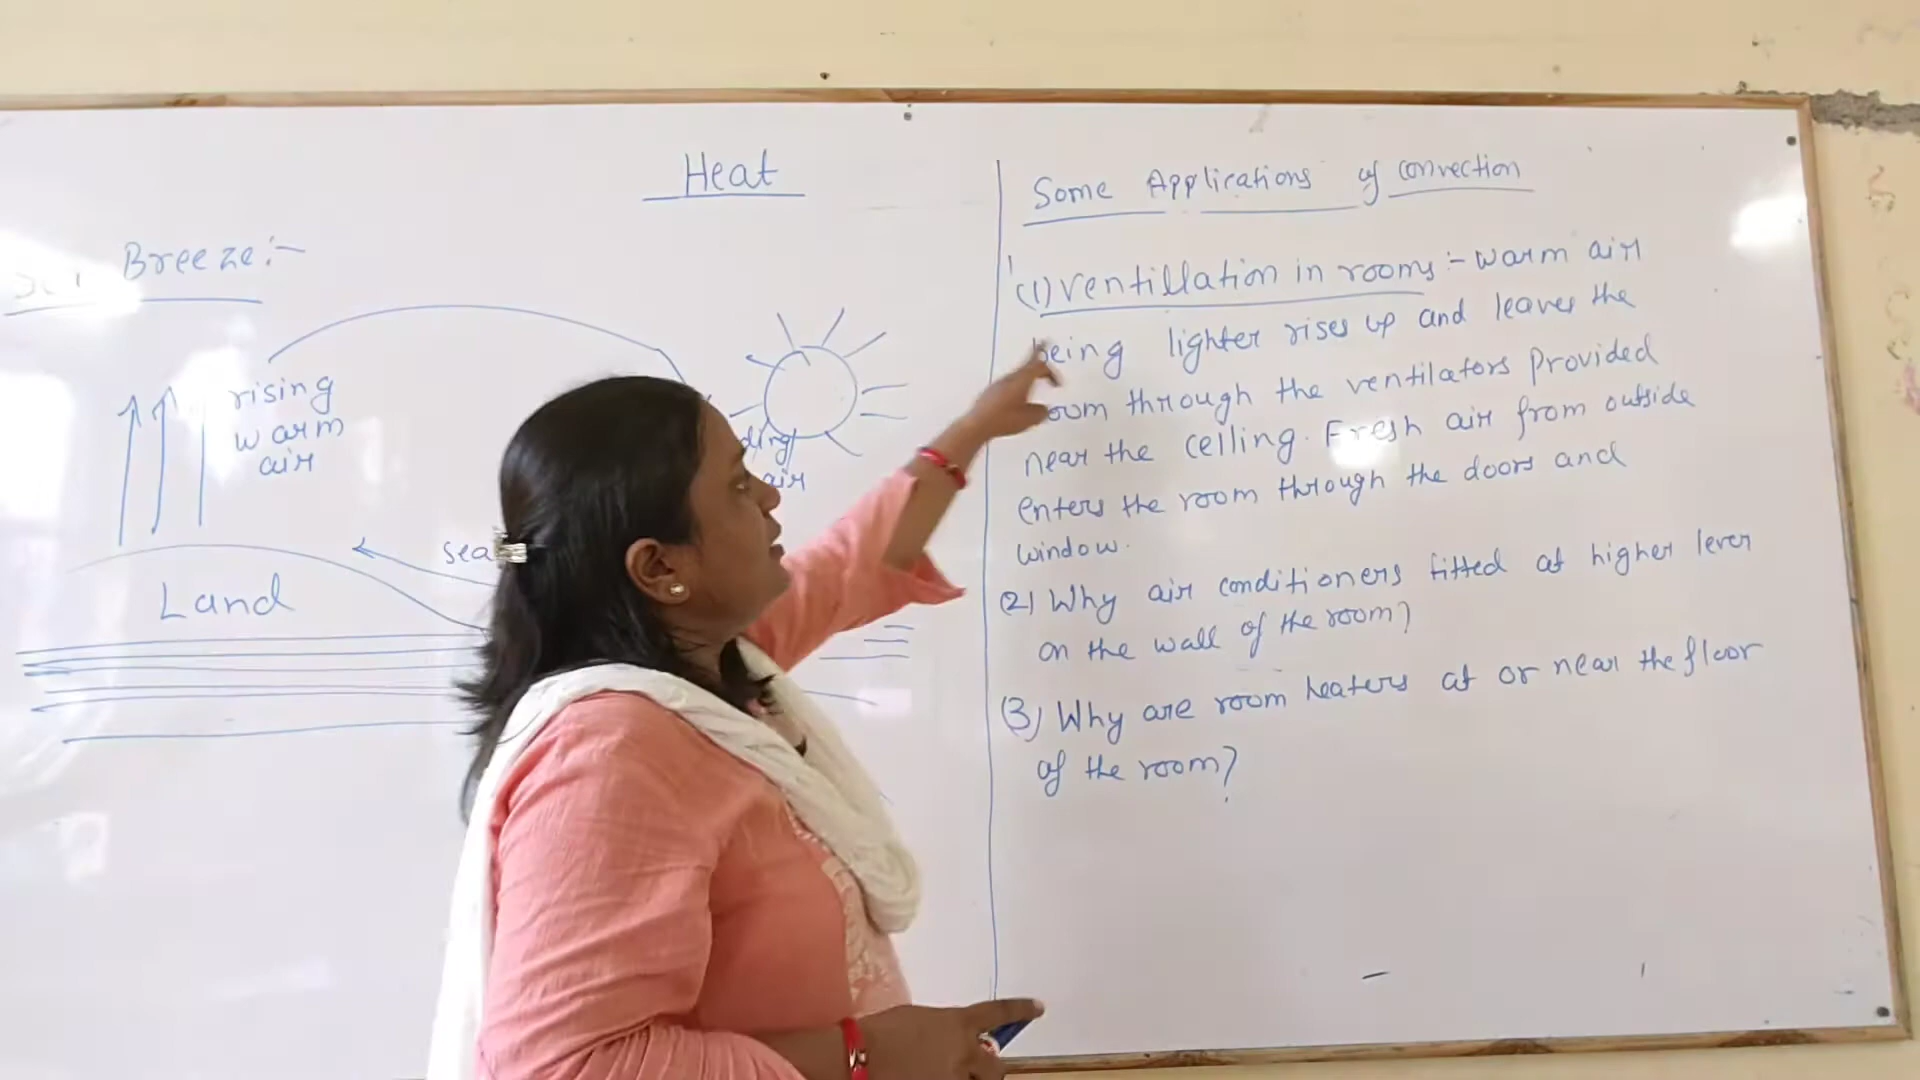 Heat
Breeze:-
rising
warm
air
air
sea
Land
Some Applications of convection
(1) Ventillation in rooms:- warm air
being lighter rises up and leaves the
oom through the ventilators provided
near the celling. Fresh air from outside
enters the room through the doors and
window.
(2) Why air conditioners fitted at higher lever
on the wall of the room?
(3) Why are room heaters at or near the floor
of the room?